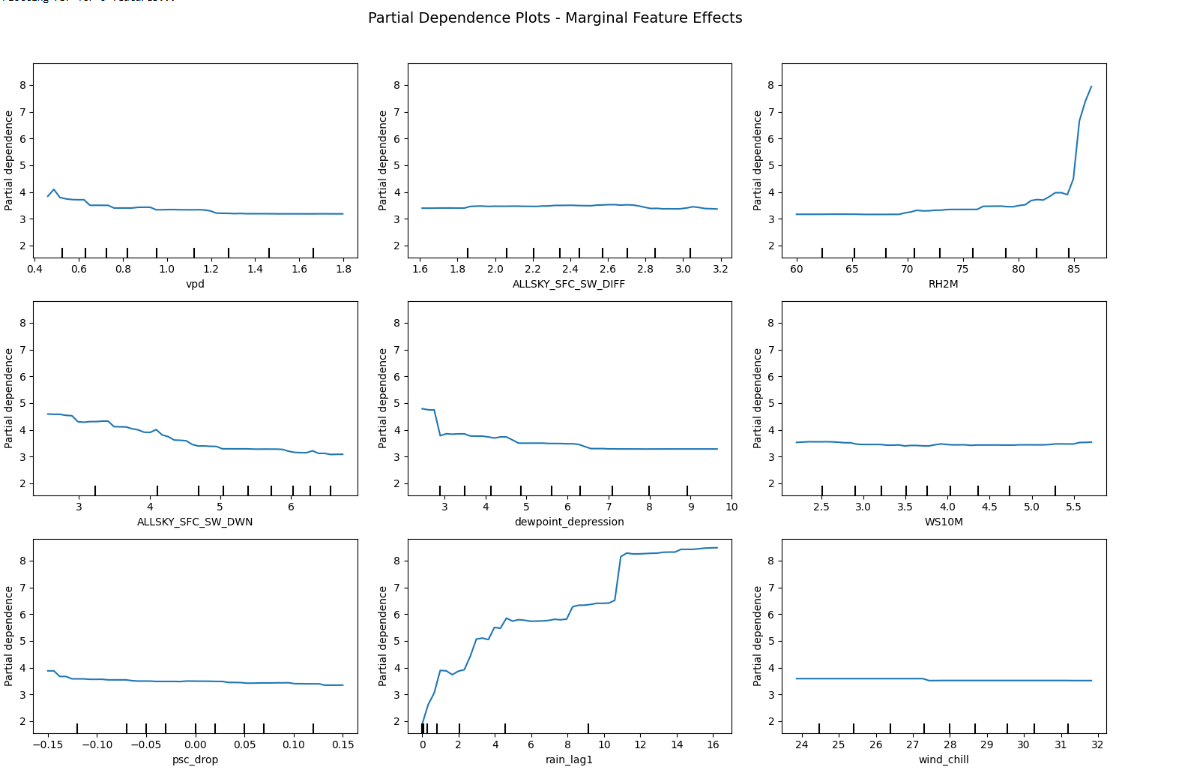 Partial Dependence Plots - Marginal Feature Effects
Partial dependence
8
7
6
5
4
3
2
0.4 0.6 0.8 1.0 1.2 1.4 1.6 1.8
vpd
Partial dependence
8
7
6
5
4
3
2
1.6 1.8 2.0 2.2 2.4 2.6 2.8 3.0 3.2
ALLSKY_SFC_SW_DIFF
Partial dependence
8
7
6
5
4
3
2
60 65 70 75 80 85
RH2M
Partial dependence
8
7
6
5
4
3
2
3 4 5 6
ALLSKY_SFC_SW_DWN
Partial dependence
8
7
6
5
4
3
2
3 4 5 6 7 8 9 10
dewpoint_depression
Partial dependence
8
7
6
5
4
3
2
2.5 3.0 3.5 4.0 4.5 5.0 5.5
WS10M
Partial dependence
8
7
6
5
4
3
2
−0.15 −0.10 −0.05 0.00 0.05 0.10 0.15
psc_drop
Partial dependence
8
7
6
5
4
3
2
0 2 4 6 8 10 12 14 16
rain_lag1
Partial dependence
8
7
6
5
4
3
2
24 25 26 27 28 29 30 31 32
wind_chill